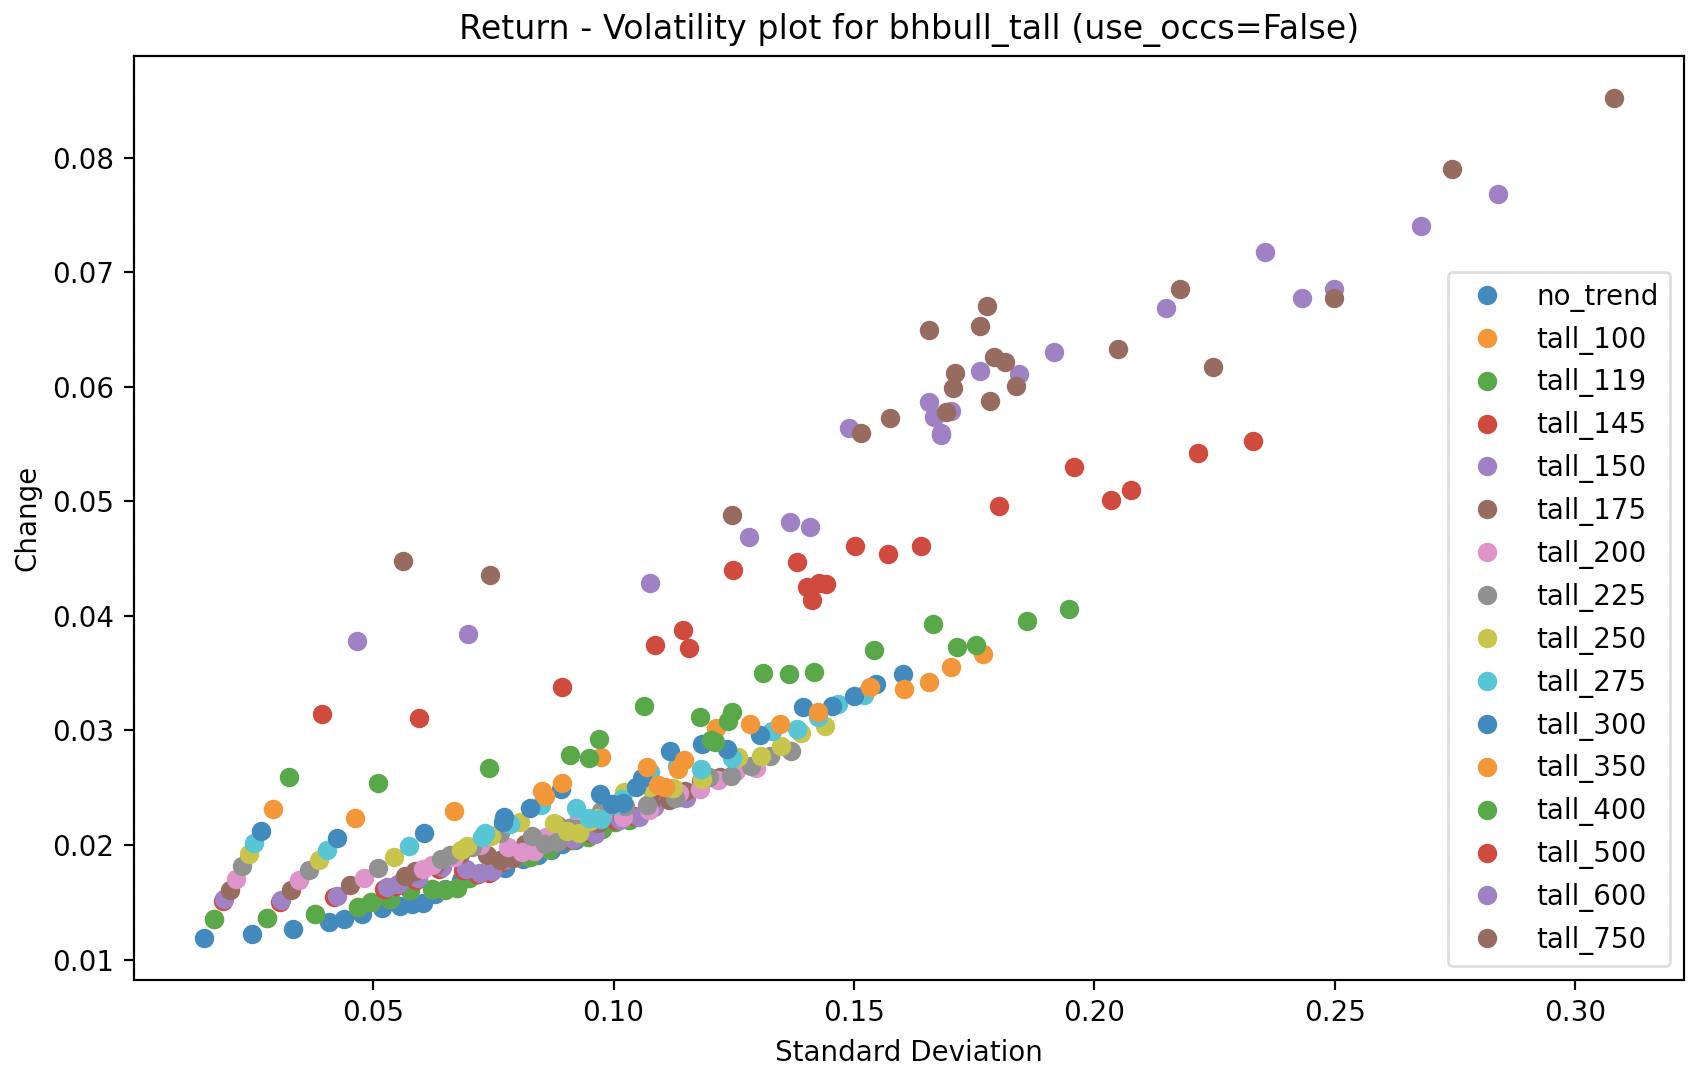 Return - Volatility plot for bhbull_tall (use_occs=False)
Change
0.08
0.07
0.06
0.05
0.04
0.03
0.02
0.01
0.05
0.10
0.15
0.20
0.25
0.30
Standard Deviation
no_trend
tall_100
tall_119
tall_145
tall_150
tall_175
tall_200
tall_225
tall_250
tall_275
tall_300
tall_350
tall_400
tall_500
tall_600
tall_750